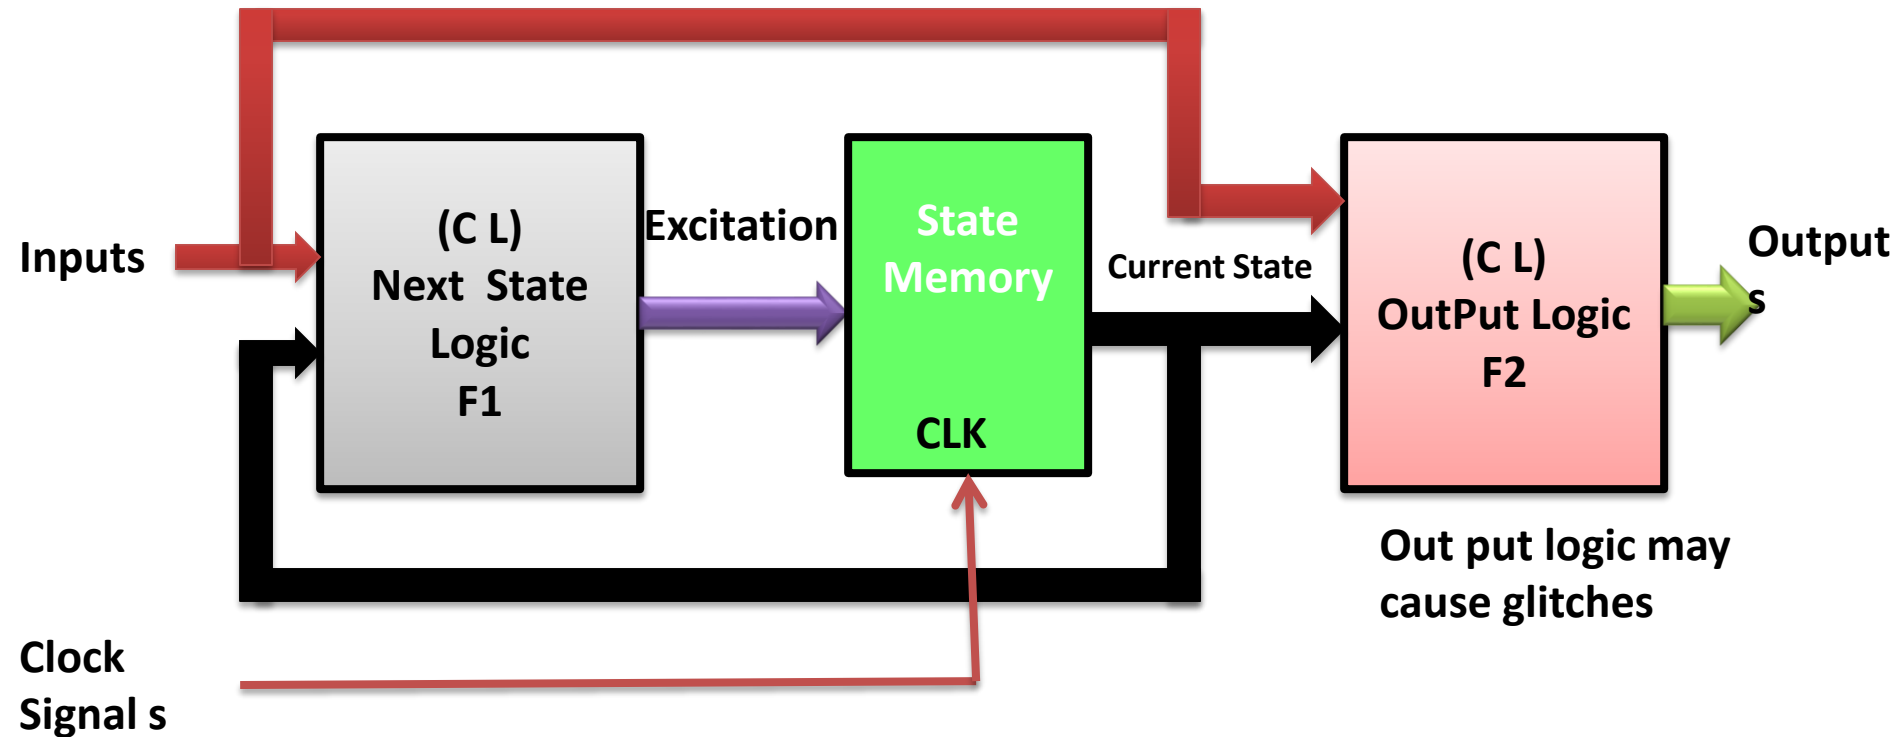 Inputs
(C L)
Next State
Logic
F1
Excitation
State
Memory
CLK
Current State
(C L)
OutPut Logic
F2
Output
s
Out put logic may
cause glitches
Clock
Signal s